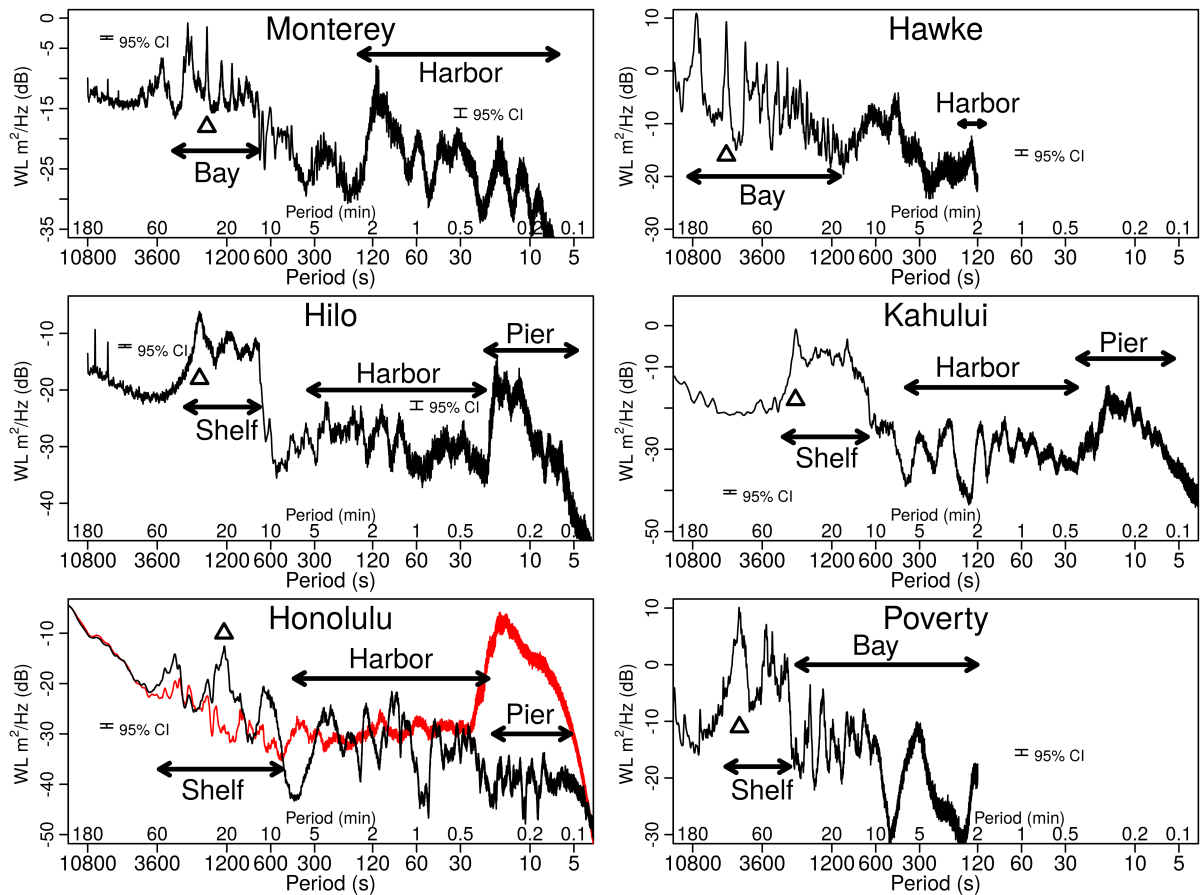 Monterey
WL m²/Hz (dB)
0
-5
-15
-25
-35
95% CI
Harbor
95% CI
Bay
Period (min)
180 60 20 10 5 2 1 0.5 0.2 0.1
10800 3600 1200 600 300 120 60 30 10 5
Period (s)
Hawke
WL m²/Hz (dB)
10
0
-10
-20
-30
Harbor
95% CI
Bay
Period (min)
180 60 20 10 5 2 1 0.5 0.2 0.1
10800 3600 1200 600 300 120 60 30 10 5
Period (s)
Hilo
WL m²/Hz (dB)
-10
-20
-30
-40
95% CI
Pier
Harbor
95% CI
Shelf
Period (min)
180 60 20 10 5 2 1 0.5 0.2
10800 3600 1200 600 300 120 60 30 10 5
Period (s)
Kahului
WL m²/Hz (dB)
0
-10
-30
-50
Pier
Harbor
Shelf
95% CI
Period (min)
180 60 20 10 5 2 1 0.5 0.2 0.1
10800 3600 1200 600 300 120 60 30 10 5
Period (s)
Honolulu
WL m²/Hz (dB)
-10
-20
-30
-40
-50
Harbor
95% CI
Pier
Shelf
Period (min)
180 60 20 10 5 2 1 0.5 0.2 0.1
10800 3600 1200 600 300 120 60 30 10 5
Period (s)
Poverty
WL m²/Hz (dB)
10
0
-10
-20
-30
Bay
95% CI
Shelf
Period (min)
180 60 20 10 5 2 1 0.5 0.2 0.1
10800 3600 1200 600 300 120 60 30 10 5
Period (s)